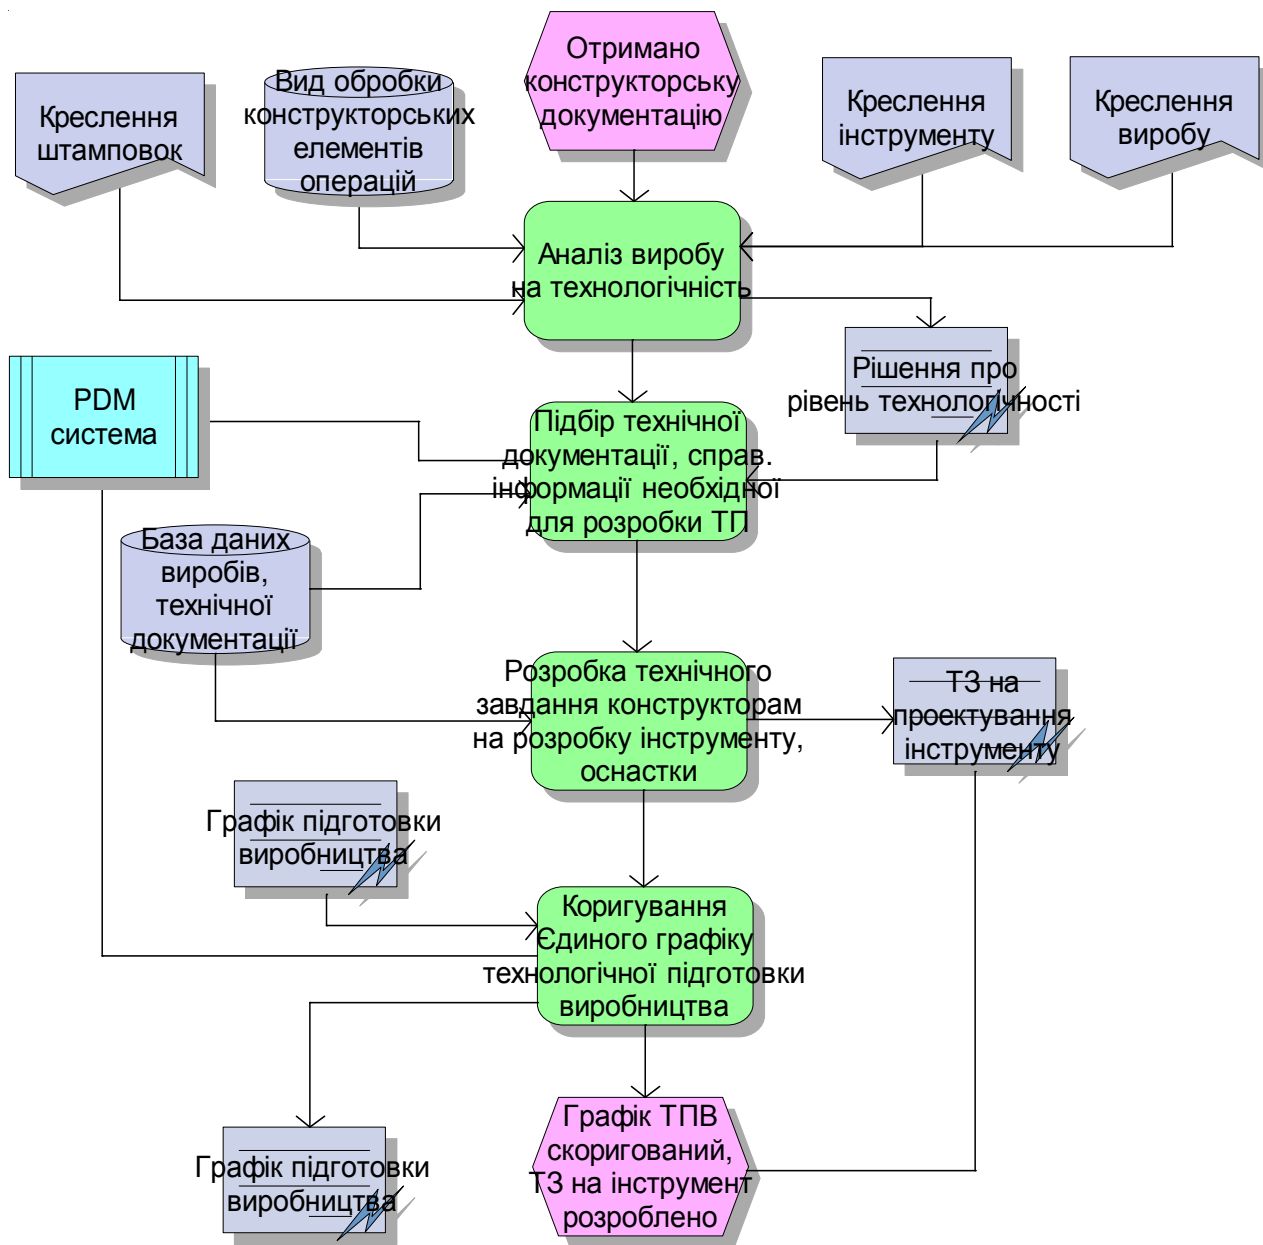 Креслення
штамповок
Вид обробки
конструкторських
елементів
операцій
Отримано
конструкторську
документацію
Креслення
інструменту
Креслення
виробу
Аналіз виробу
на технологічність
Рішення про
рівень технологічності
PDM
система
Підбір технічної
документації, справ.
інформації необхідної
для розробки ТП
База даних
виробів,
технічної
документації
Розробка технічного
завдання конструкторам
на розробку інструменту,
оснастки
ТЗ на
проектування
інструменту
Графік підготовки
виробництва
Коригування
Єдиного графіку
технологічної підготовки
виробництва
Графік підготовки
виробництва
Графік ТПВ
скоригований,
ТЗ на інструмент
розроблено